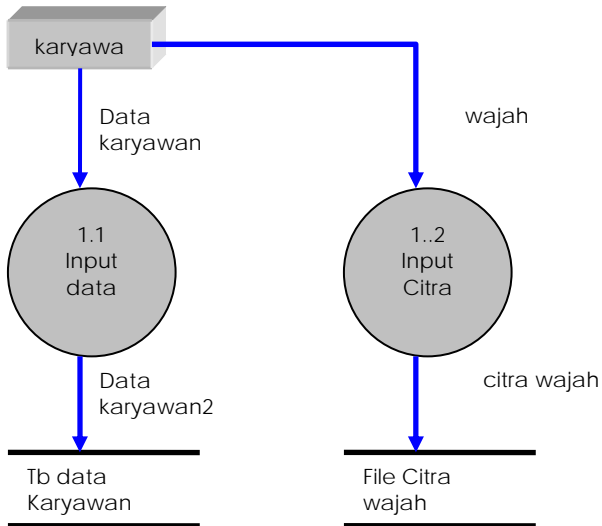 karyawa
Data
karyawan
wajah
1.1
Input
data
1..2
Input
Citra
Data
karyawan2
citra wajah
Tb data
Karyawan
File Citra
wajah